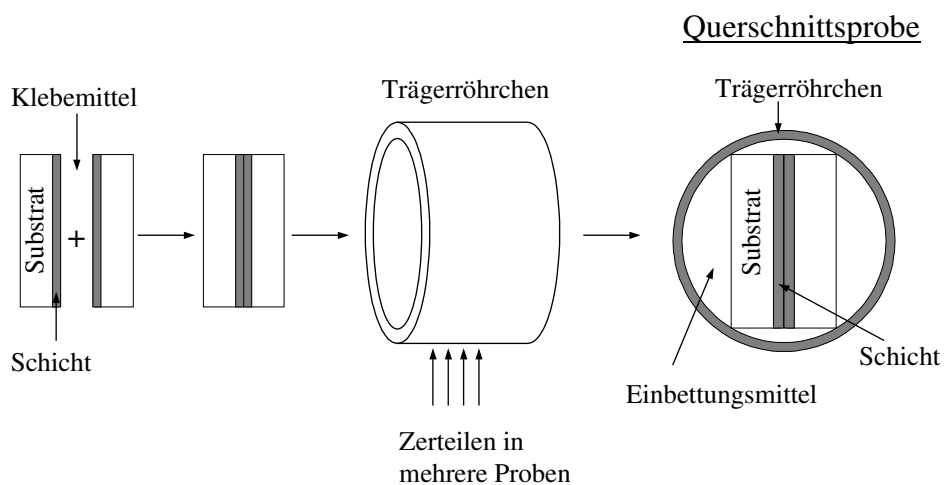 Querschnittsprobe
Klebemittel
Trägerröhrchen
Trägerröhrchen
Substrat
+
Substrat
Schicht
Schicht
Einbettungsmittel
Zerteilen in
mehrere Proben